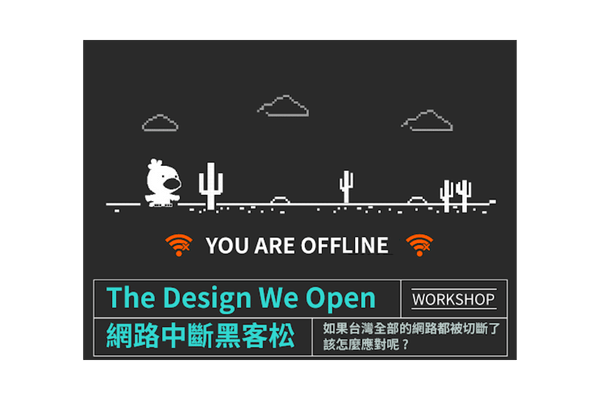 YOU ARE OFFLINE
The Design We Open
WORKSHOP
網路中斷黑客松
如果台灣全部的網路都被切斷了
該怎麼應對呢？